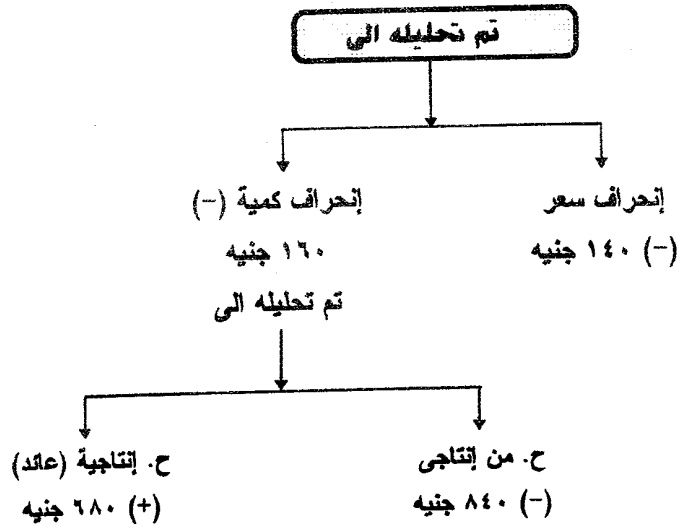 تم تحليله الى
إنحراف سعر
(-) ١٤٠ جنيه
إنحراف كمية (-)
١٦٠ جنيه
تم تحليله الى
ح. من إنتاجى
(-) ٨٤٠ جنيه
ح. إنتاجية (عائد)
(+) ٦٨٠ جنيه